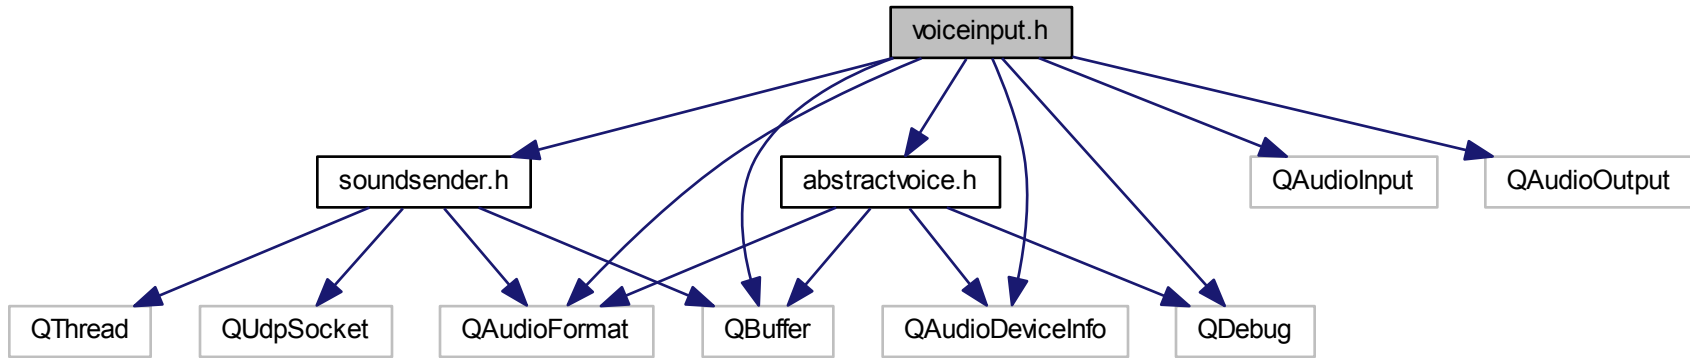 voiceinput.h
soundsender.h
abstractvoice.h
QAudioInput
QAudioOutput
QThread
QUdpSocket
QAudioFormat
QBuffer
QAudioDeviceInfo
QDebug